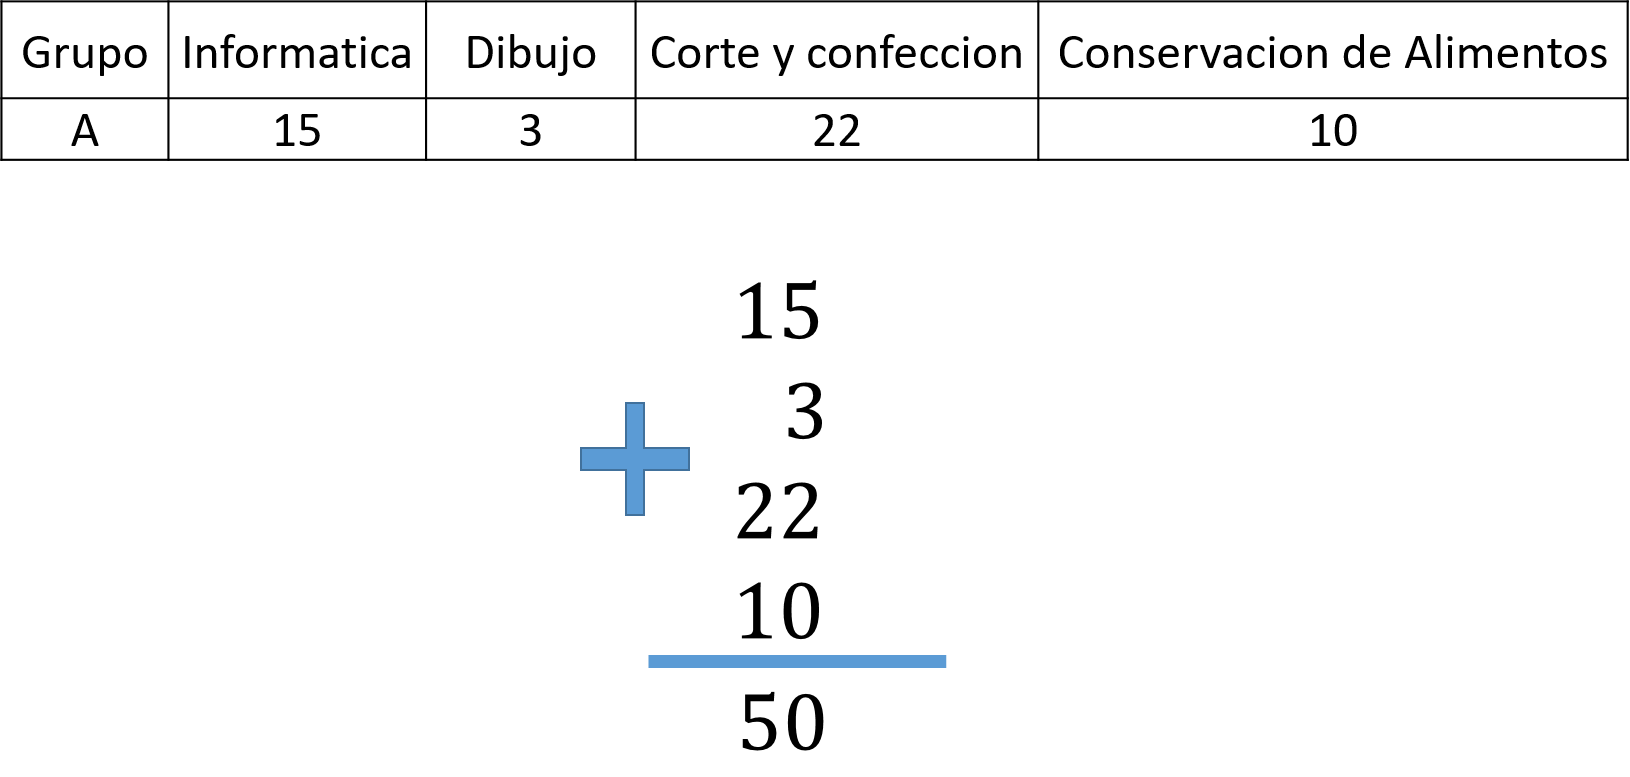 Grupo Informatica Dibujo Corte y confeccion Conservacion de Alimentos
A 15 3 22 10
15
3
22
10
50